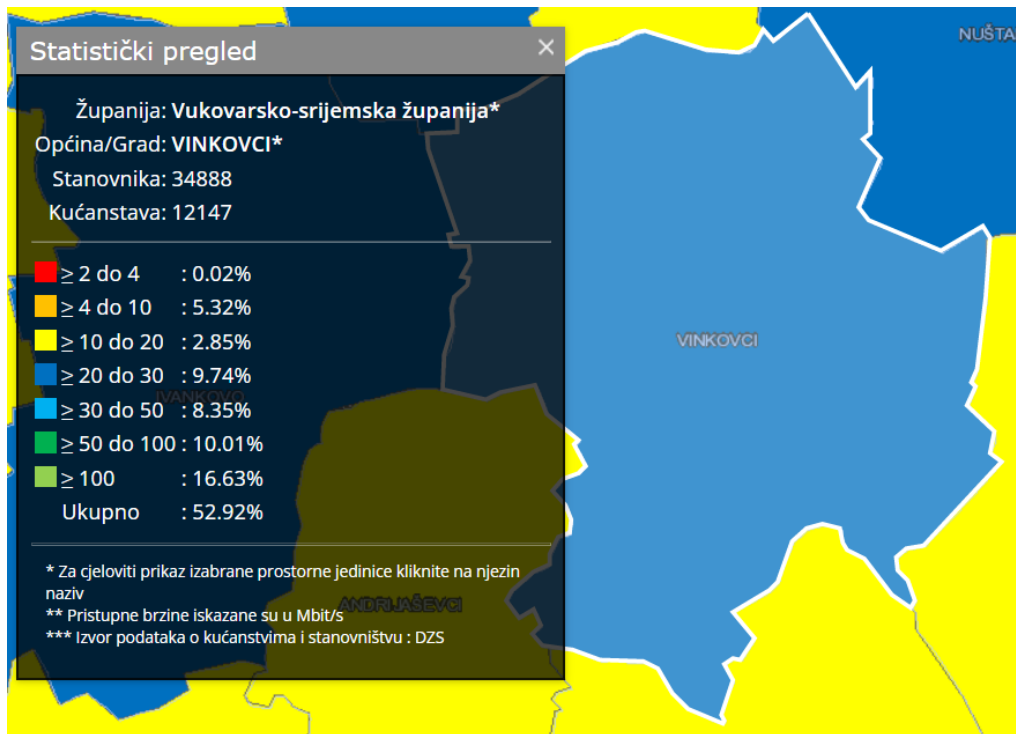 Statistički pregled
Županija: Vukovarsko-srijemska županija*
Općina/Grad: VINKOVCI*
Stanovnika: 34888
Kućanstava: 12147
≥ 2 do 4 : 0.02%
≥ 4 do 10 : 5.32%
≥ 10 do 20 : 2.85%
≥ 20 do 30 : 9.74%
IVANKOVO
≥ 30 do 50 : 8.35%
≥ 50 do 100 : 10.01%
≥ 100 : 16.63%
Ukupno : 52.92%
* Za cjeloviti prikaz izabrane prostorne jedinice kliknite na njezin
naziv
** Pristupne brzine iskazane su u Mbit/s
*** Izvor podataka o kućanstvima i stanovništvu : DZS
ANDRIJAŠEVCI
NUŠTA
VINKOVCI